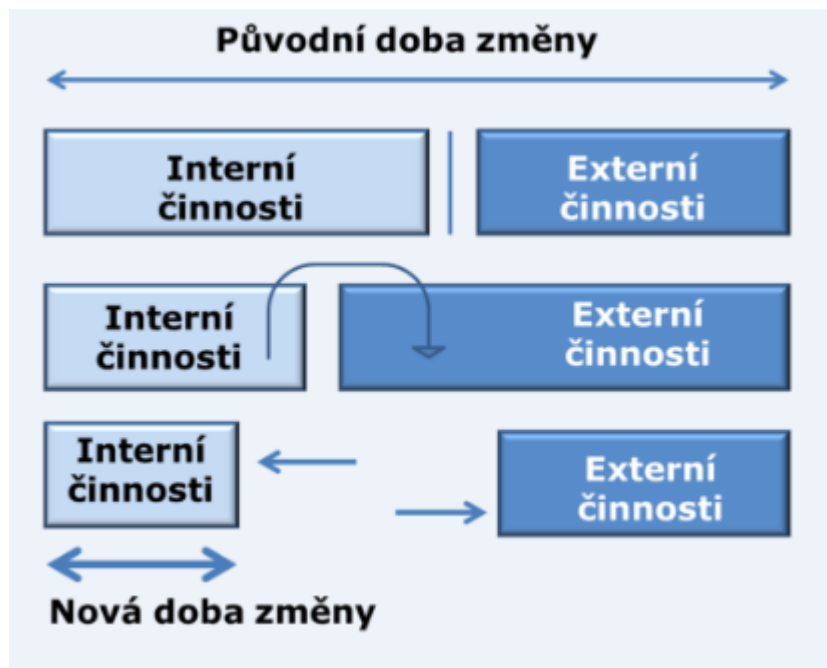 Původní doba změny
Interní
činnosti
Externí
činnosti
Interní
činnosti
Externí
činnosti
Interní
činnosti
Externí
činnosti
Nová doba změny